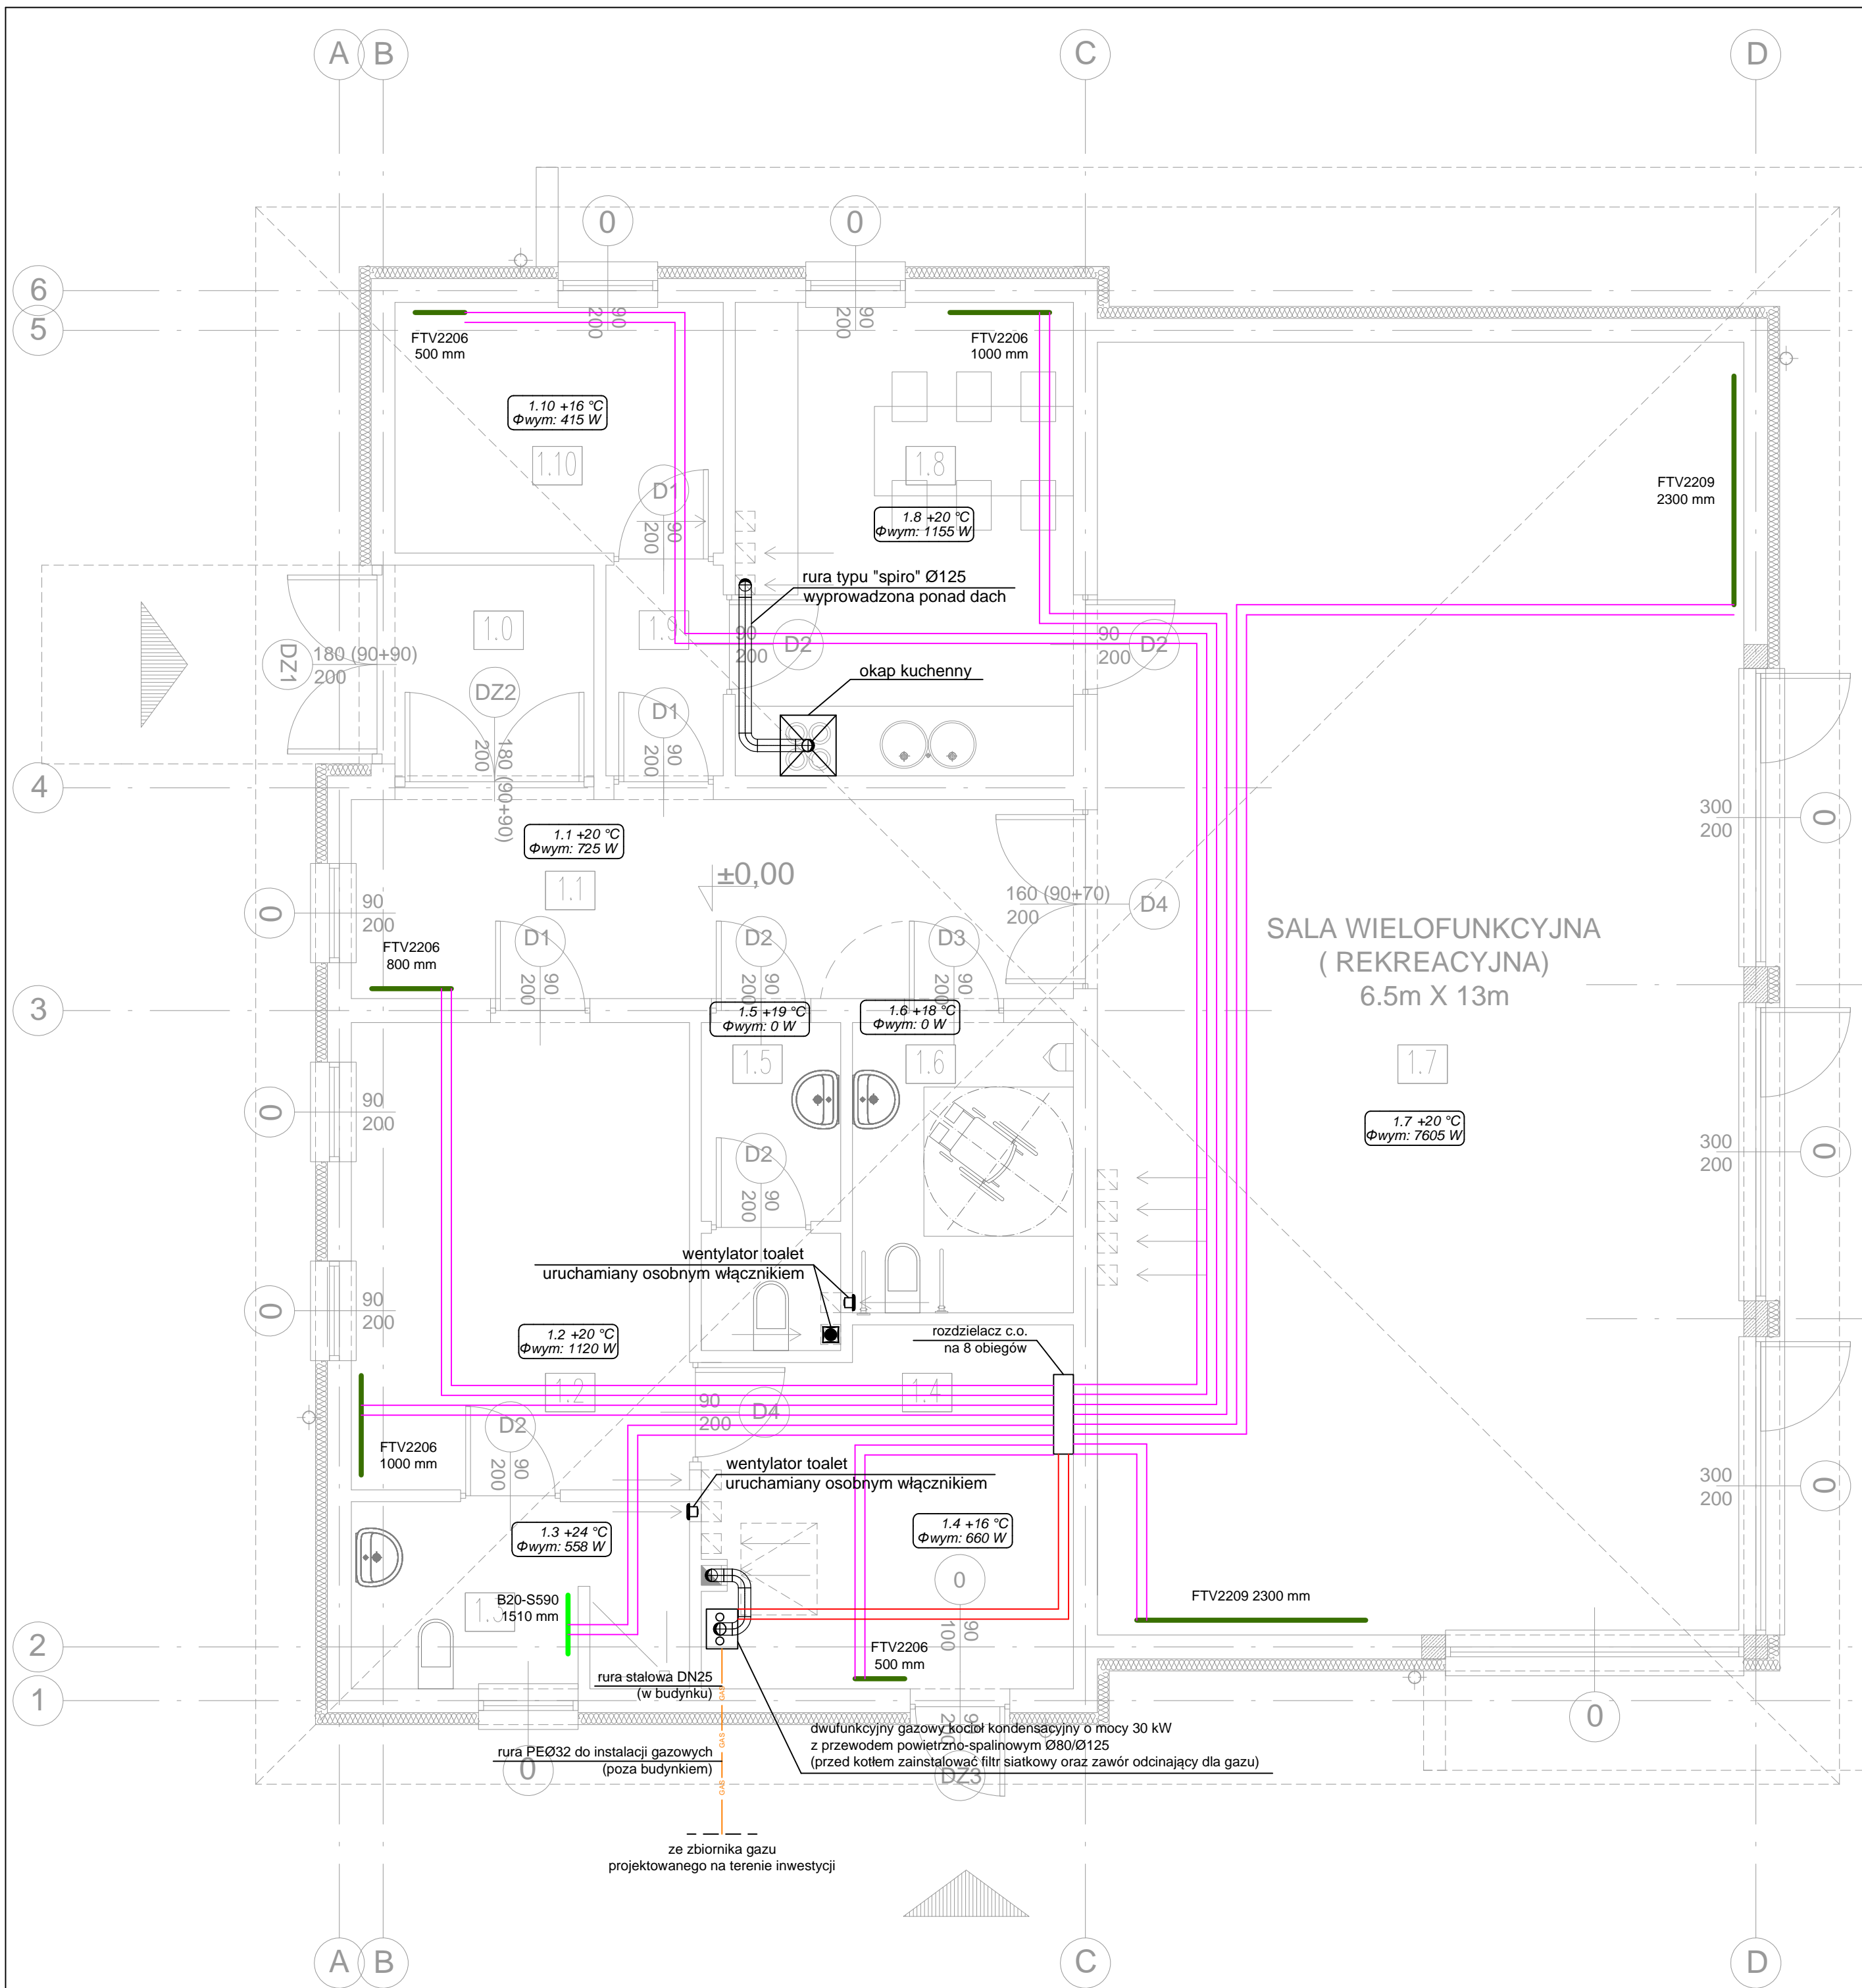 A
B
C
D
0
0
6
5
90
200
90
200
FTV2206
500 mm
FTV2206
1000 mm
1.10 +16 °C
Φwym: 415 W
1.10
1.8
FTV2209
2300 mm
D1
90
200
1.8 +20 °C
Φwym: 1155 W
rura typu "spiro" Ø125
wyprowadzona ponad dach
1.0
1.9
90
200
D2
90
200
D2
DZ1
180 (90+90)
200
okap kuchenny
DZ2
180 (90+90)
200
D1
90
200
4
300
200
0
1.1 +20 °C
Φwym: 725 W
1.1
±0,00
160 (90+70)
200
D4
0
90
200
SALA WIELOFUNKCYJNA
( REKREACYJNA)
6.5m X 13m
FTV2206
800 mm
D1
90
200
D2
90
200
D3
90
200
3
1.5 +19 °C
Φwym: 0 W
1.6 +18 °C
Φwym: 0 W
1.5
1.6
1.7
0
90
200
1.7 +20 °C
Φwym: 7605 W
300
200
0
D2
90
200
wentylator toalet
uruchamiany osobnym włącznikiem
0
90
200
1.2 +20 °C
Φwym: 1120 W
rozdzielacz c.o.
na 8 obiegów
1.2
1.4
90
200
D4
D2
90
200
FTV2206
1000 mm
wentylator toalet
uruchamiany osobnym włącznikiem
300
200
0
1.3 +24 °C
Φwym: 558 W
1.4 +16 °C
Φwym: 660 W
0
90
100
B20-S590
1510 mm
FTV2209 2300 mm
2
FTV2206
500 mm
rura stalowa DN25
(w budynku)
GAS
1
0
90
200
dwufunkcyjny gazowy kocioł kondensacyjny o mocy 30 kW
z przewodem powietrzno-spalinowym Ø80/Ø125
(przed kotłem zainstalować filtr siatkowy oraz zawór odcinający dla gazu)
GAS
rura PEØ32 do instalacji gazowych
(poza budynkiem)
0
DZ3
GAS
ze zbiornika gazu
projektowanego na terenie inwestycji
A
B
C
D